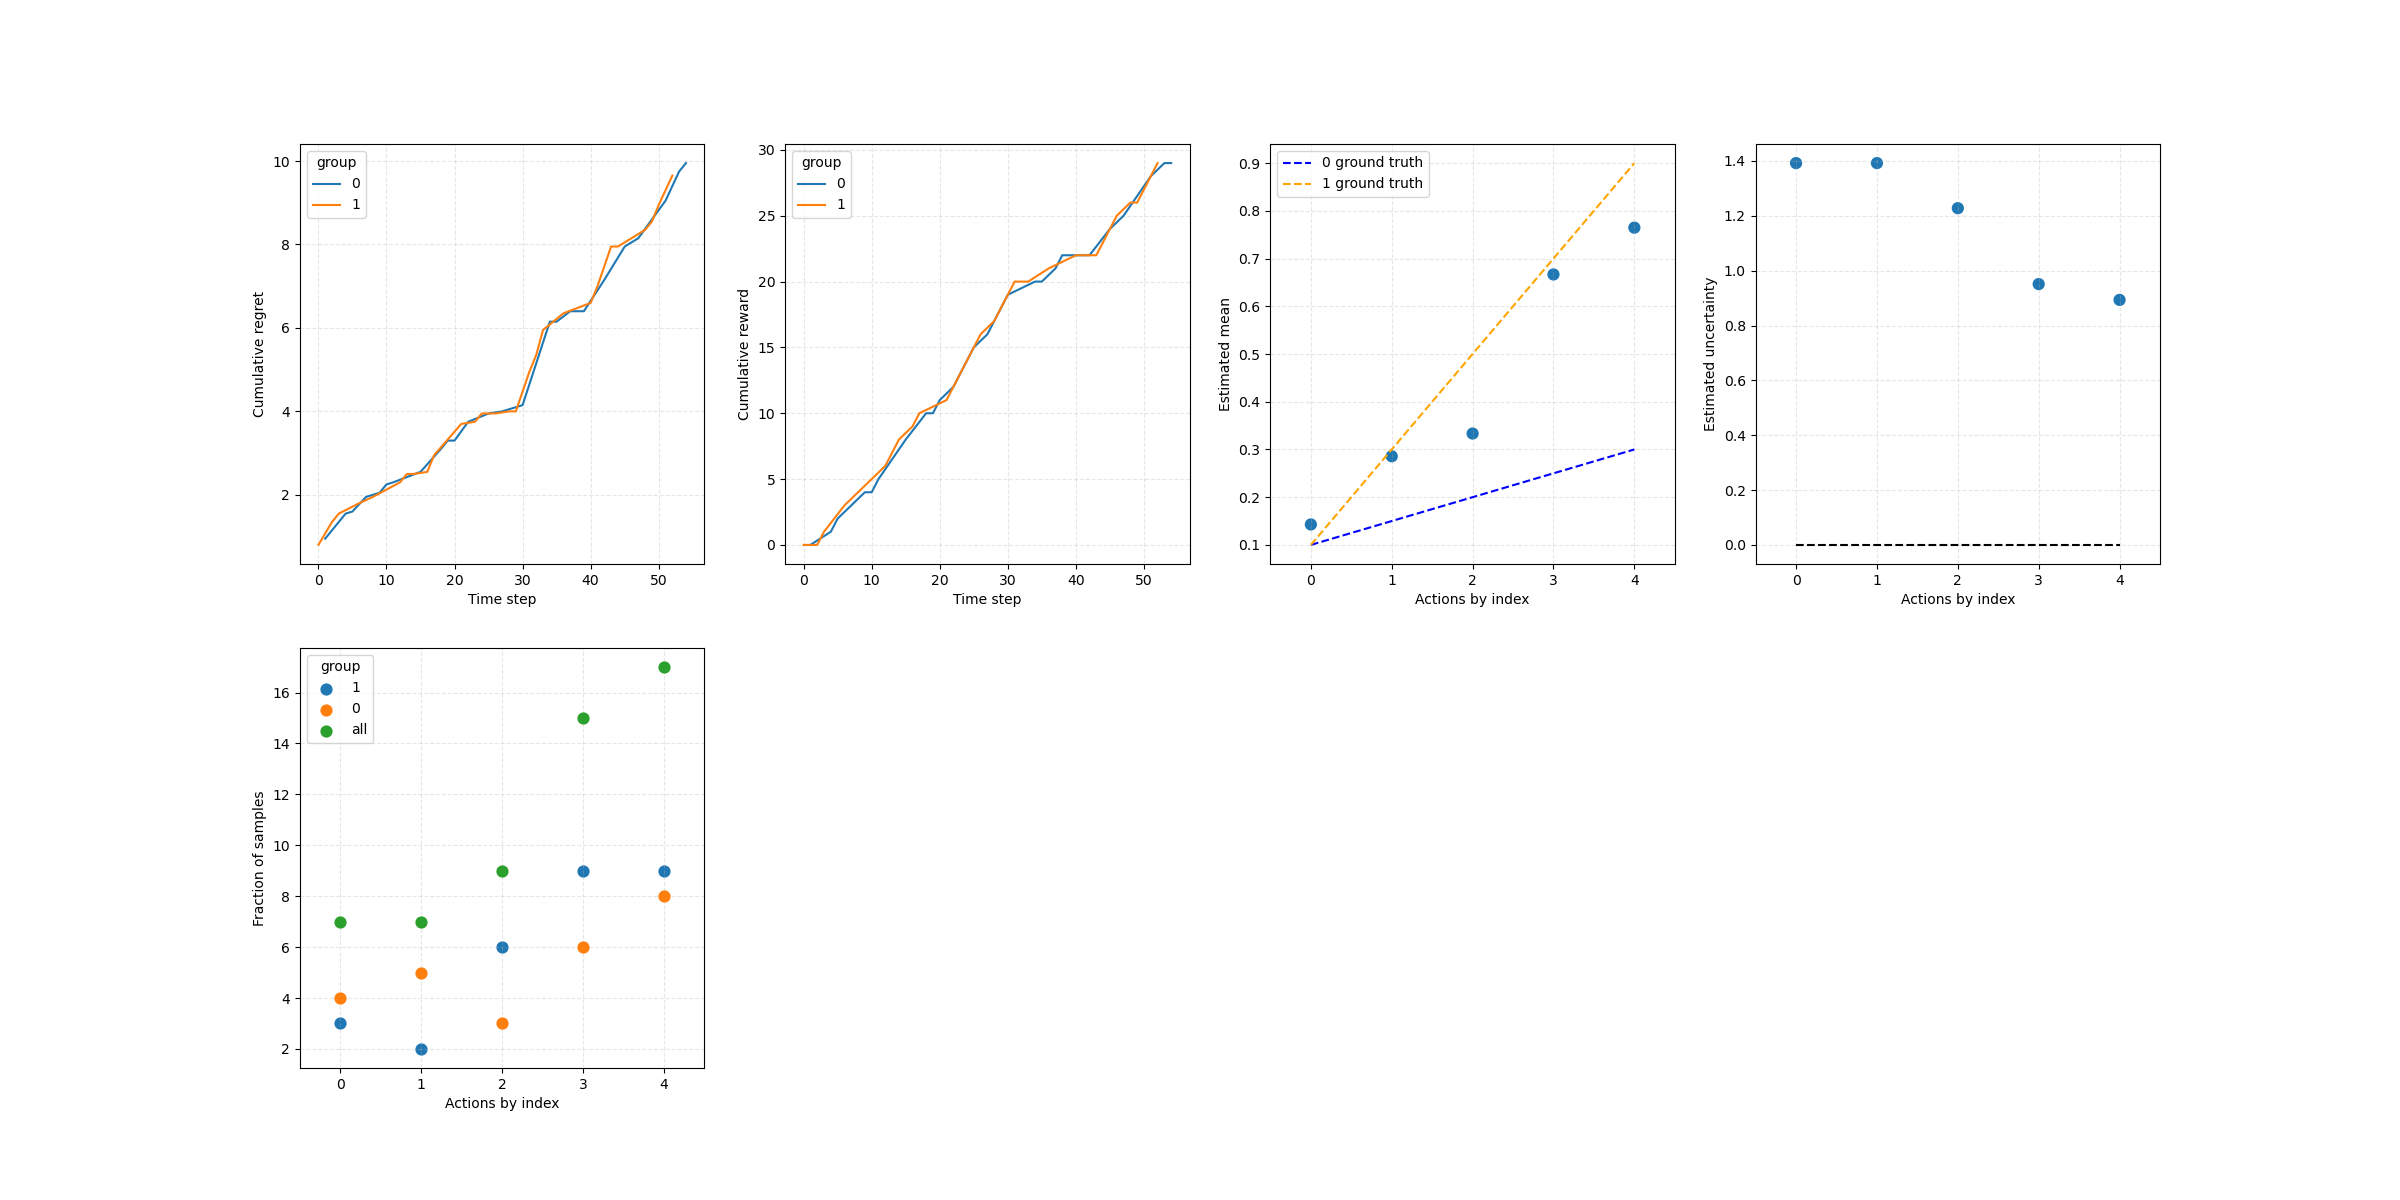 group
0
1
10
8
6
4
2
Cumulative regret
0 10 20 30 40 50
Time step
group
0
1
30
25
20
15
10
5
0
Cumulative reward
0 10 20 30 40 50
Time step
0 ground truth
1 ground truth
0.9
0.8
0.7
0.6
0.5
0.4
0.3
0.2
0.1
Estimated mean
0 1 2 3 4
Actions by index
1.4
1.2
1.0
0.8
0.6
0.4
0.2
0.0
Estimated uncertainty
0 1 2 3 4
Actions by index
group
1
0
all
16
14
12
10
8
6
4
2
Fraction of samples
0 1 2 3 4
Actions by index